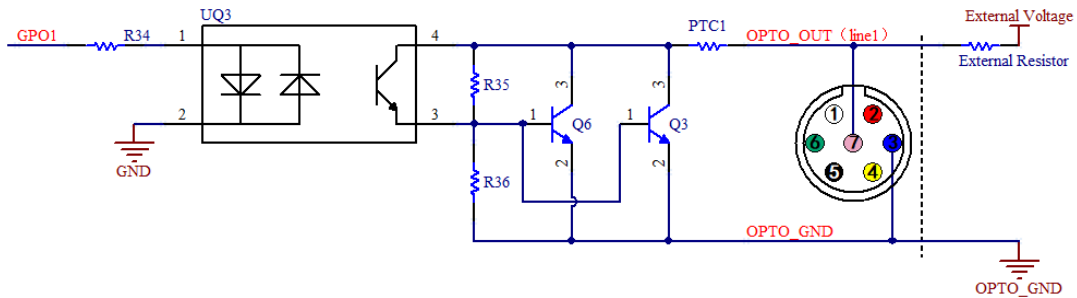 UQ3
External Voltage
GPO1
R34
1
4
PTC1
OPTO_OUT（line1）
External Resistor
R35
3
3
1
2
2
3
1
Q6
1
Q3
6
7
3
GND
R36
2
2
5
4
OPTO_GND
OPTO_GND